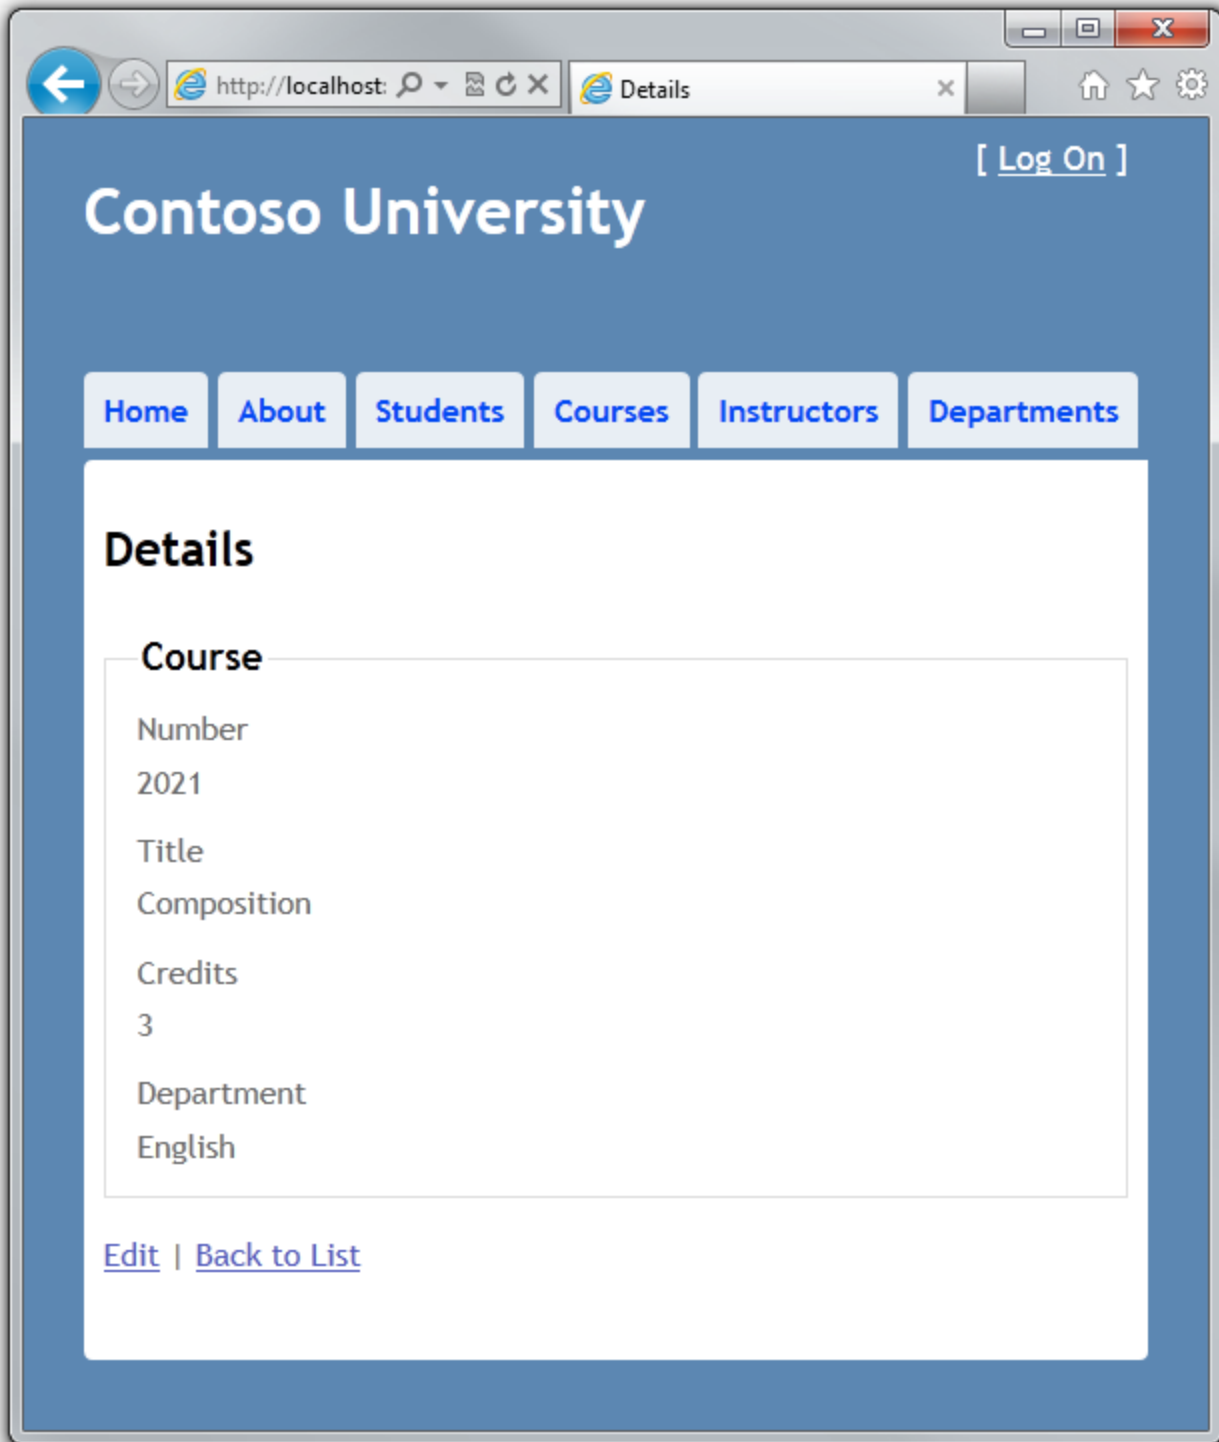 http://localhost: Details
[ Log On ]
Contoso University
Home About Students Courses Instructors Departments
Details
Course
Number
2021
Title
Composition
Credits
3
Department
English
Edit | Back to List